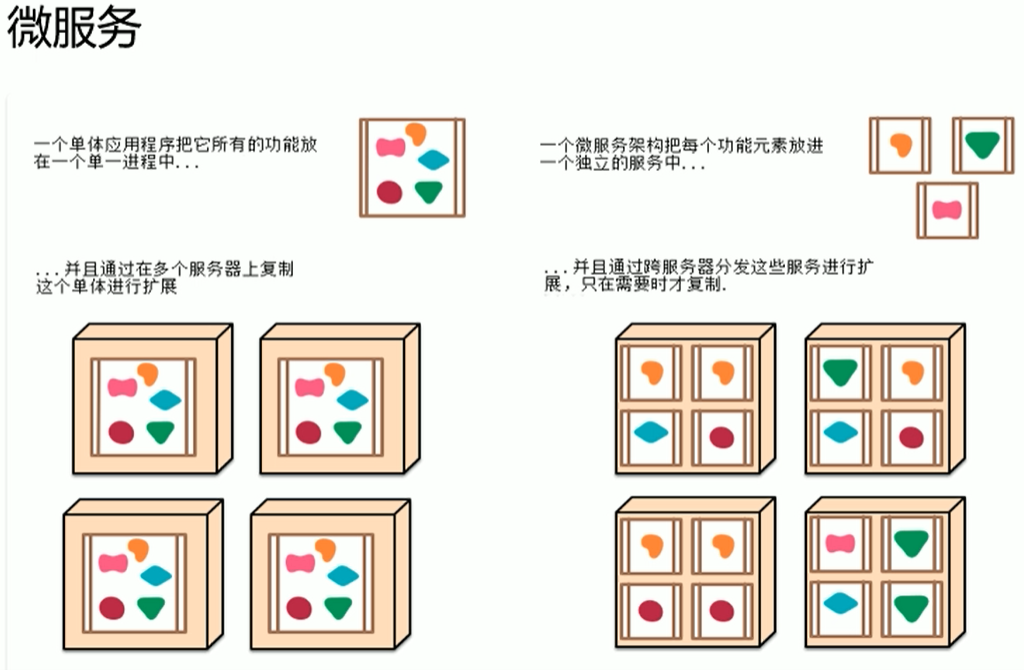 微服务
一个单体应用程序把它所有的功能放
在一个单一进程中...
一个微服务架构把每个功能元素放进
一个独立的服务中...
...并且通过在多个服务器上复制
这个单体进行扩展
...并且通过跨服务器分发这些服务进行扩
展，只在需要时才复制.